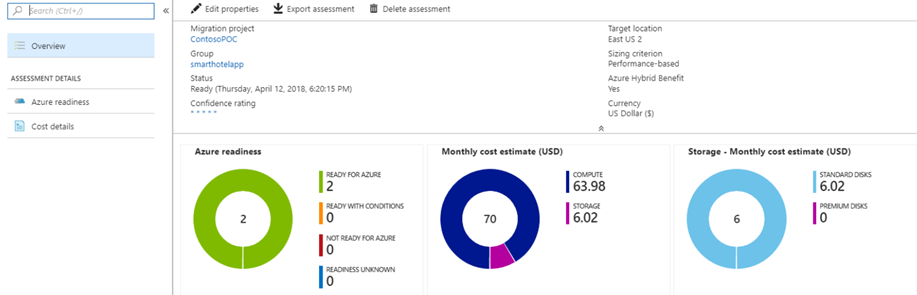 Search (Ctrl+/)
«
Edit properties
Export assessment
Delete assessment
Overview
ASSESSMENT DETAILS
Azure readiness
Cost details
Migration project
ContosoPOC
Group
smarthotelapp
Status
Ready (Thursday, April 12, 2018, 6:20:15 PM)
Confidence rating
* * * * *
Target location
East US 2
Sizing criterion
Performance-based
Azure Hybrid Benefit
Yes
Currency
US Dollar ($)
Azure readiness
2
READY FOR AZURE
2
READY WITH CONDITIONS
0
NOT READY FOR AZURE
0
READINESS UNKNOWN
0
Monthly cost estimate (USD)
70
COMPUTE
63.98
STORAGE
6.02
Storage - Monthly cost estimate (USD)
6
STANDARD DISKS
6.02
PREMIUM DISKS
0